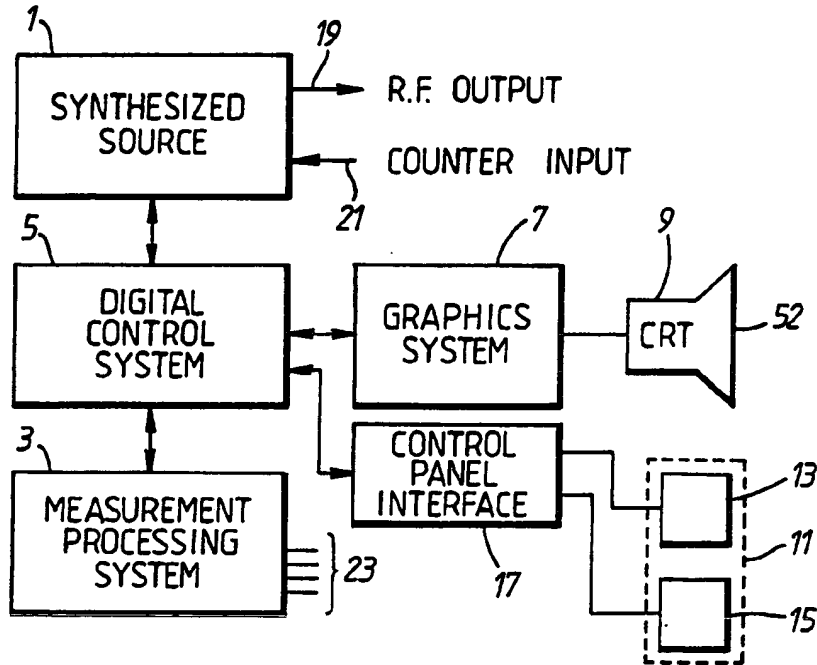 1
19
SYNTHESIZED
SOURCE
R.F. OUTPUT
COUNTER INPUT
21
5
DIGITAL
CONTROL
SYSTEM
7
GRAPHICS
SYSTEM
9
CRT
52
3
MEASUREMENT
PROCESSING
SYSTEM
23
CONTROL
PANEL
INTERFACE
17
13
11
15